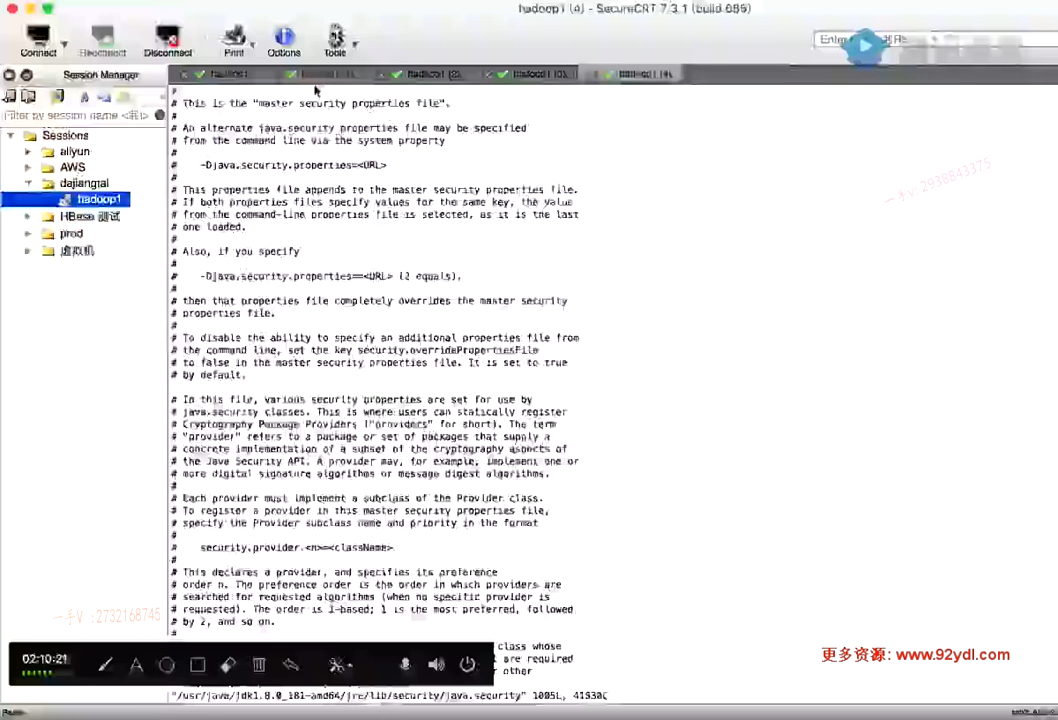 hadoop1 (4) - SecureCRT 7.3.1 (build 685)
Connect Reconnect Disconnect Print Options Tools
Session Manager
hadoop1 (2)
Filter by session name <⌘I>
Sessions
aliyun
AWS
dajiangtai
hadoop1
HBase 测试
prod
虚拟机
#
# This is the "master security properties file".
#
# An alternate java.security properties file may be specified
# from the command line via the system property
#
# -Djava.security.properties=<URL>
#
# This properties file appends to the master security properties file.
# If both properties files specify values for the same key, the value
# from the command-line properties file is selected, as it is the last
# one loaded.
#
# Also, if you specify
#
# -Djava.security.properties==<URL> (2 equals),
#
# then that properties file completely overrides the master security
# properties file.
#
# To disable the ability to specify an additional properties file from
# the command line, set the key security.overridePropertiesFile
# to false in the master security properties file. It is set to true
# by default.
#
# In this file, various security properties are set for use by
# java.security classes. This is where users can statically register
# Cryptography Package Providers ("providers" for short). The term
# "provider" refers to a package or set of packages that supply a
# concrete implementation of a subset of the cryptography aspects of
# the Java Security API. A provider may, for example, implement one or
# more digital signature algorithms or message digest algorithms.
#
# Each provider must implement a subclass of the Provider class.
# To register a provider in this master security properties file,
# specify the Provider subclass name and priority in the format
#
# security.provider.<n>=<className>
#
# This declares a provider, and specifies its preference
# order n. The preference order is the order in which providers are
# searched for requested algorithms (when no specific provider is
# requested). The order is 1-based; 1 is the most preferred, followed
# by 2, and so on.
#
class whose
are required
other
"/usr/java/jdk1.8.0_181-amd64/jre/lib/security/java.security" 1005L, 41530C
一手V :2938843375
一手V :2732168745
02:10:21
更多资源: www.92ydl.com